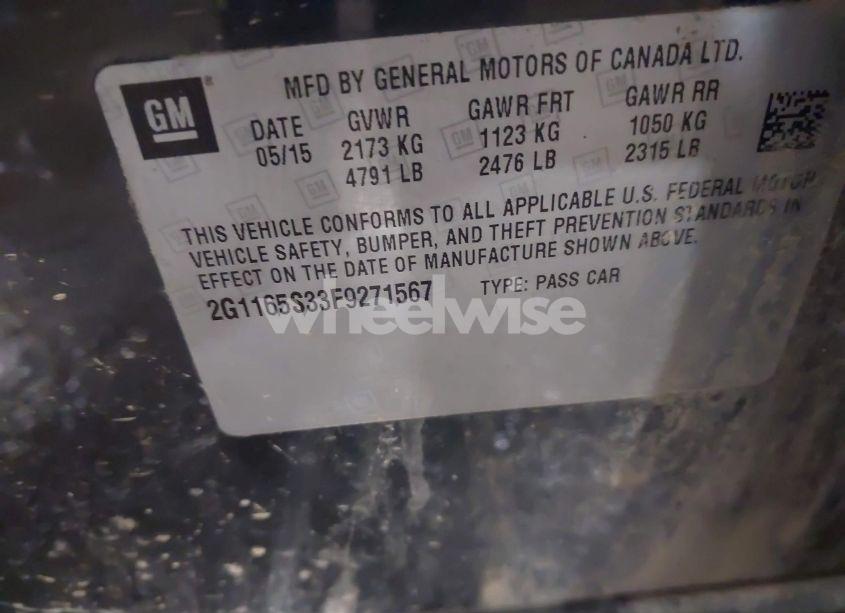 GM
MFD BY GENERAL MOTORS OF CANADA LTD.
DATE GVWR GAWR FRT GAWR RR
05/15 2173 KG 1123 KG 1050 KG
4791 LB 2476 LB 2315 LB
THIS VEHICLE CONFORMS TO ALL APPLICABLE U.S. FEDERAL MOTOR
VEHICLE SAFETY, BUMPER, AND THEFT PREVENTION STANDARDS IN
EFFECT ON THE DATE OF MANUFACTURE SHOWN ABOVE.
2G1165S33F9271567 TYPE: PASS CAR
wheelwise